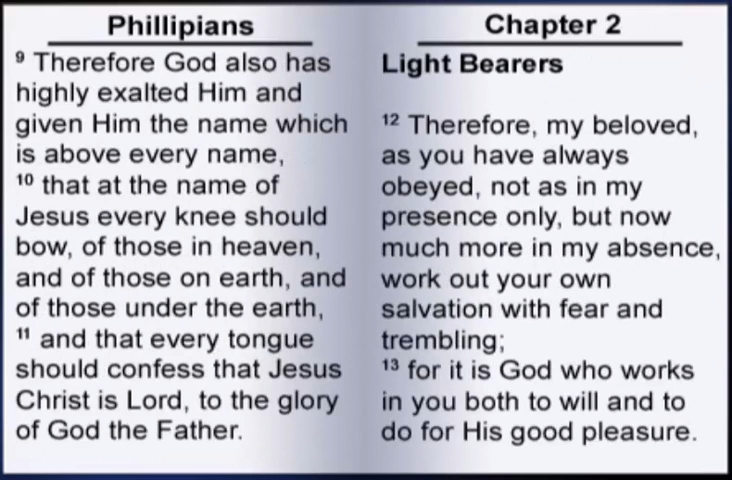 Phillipians
⁹ Therefore God also has
highly exalted Him and
given Him the name which
is above every name,
¹⁰ that at the name of
Jesus every knee should
bow, of those in heaven,
and of those on earth, and
of those under the earth,
¹¹ and that every tongue
should confess that Jesus
Christ is Lord, to the glory
of God the Father.
Chapter 2
Light Bearers
¹² Therefore, my beloved,
as you have always
obeyed, not as in my
presence only, but now
much more in my absence,
work out your own
salvation with fear and
trembling;
¹³ for it is God who works
in you both to will and to
do for His good pleasure.